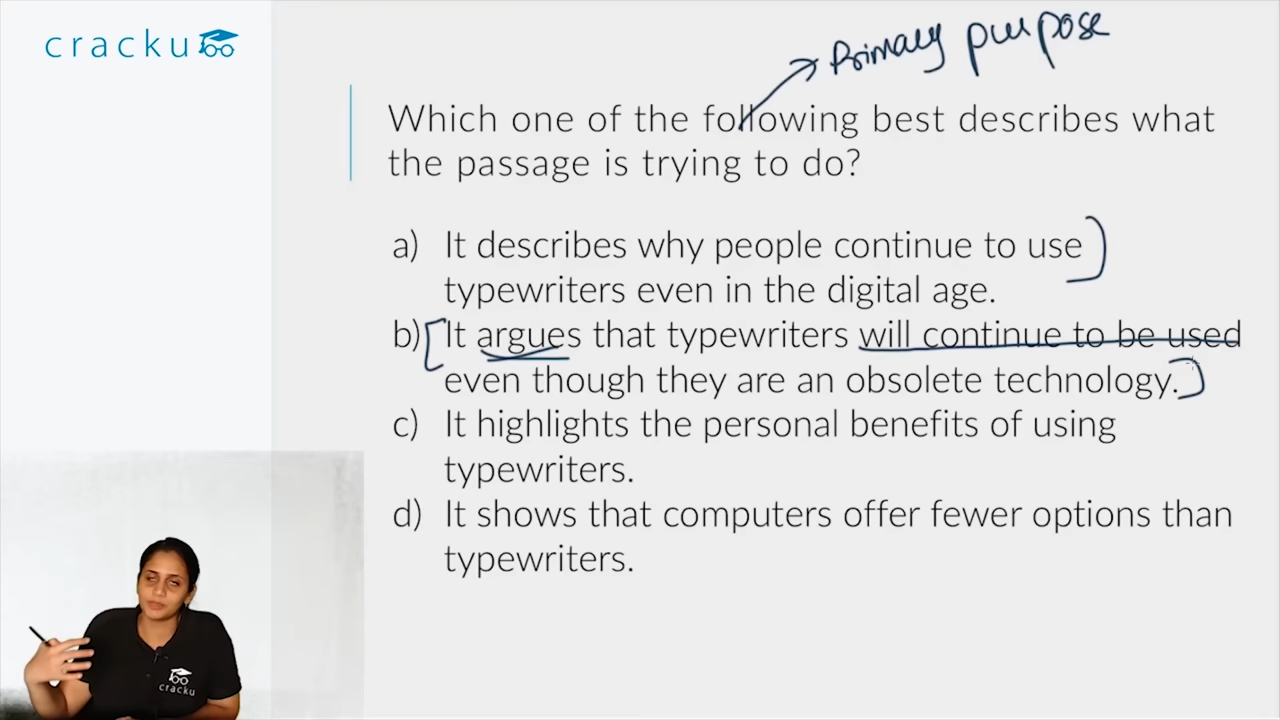 cracku
Primary purpose
Which one of the following best describes what
the passage is trying to do?
a) It describes why people continue to use
typewriters even in the digital age.
b) It argues that typewriters will continue to be used
even though they are an obsolete technology.
c) It highlights the personal benefits of using
typewriters.
d) It shows that computers offer fewer options than
typewriters.
cracku